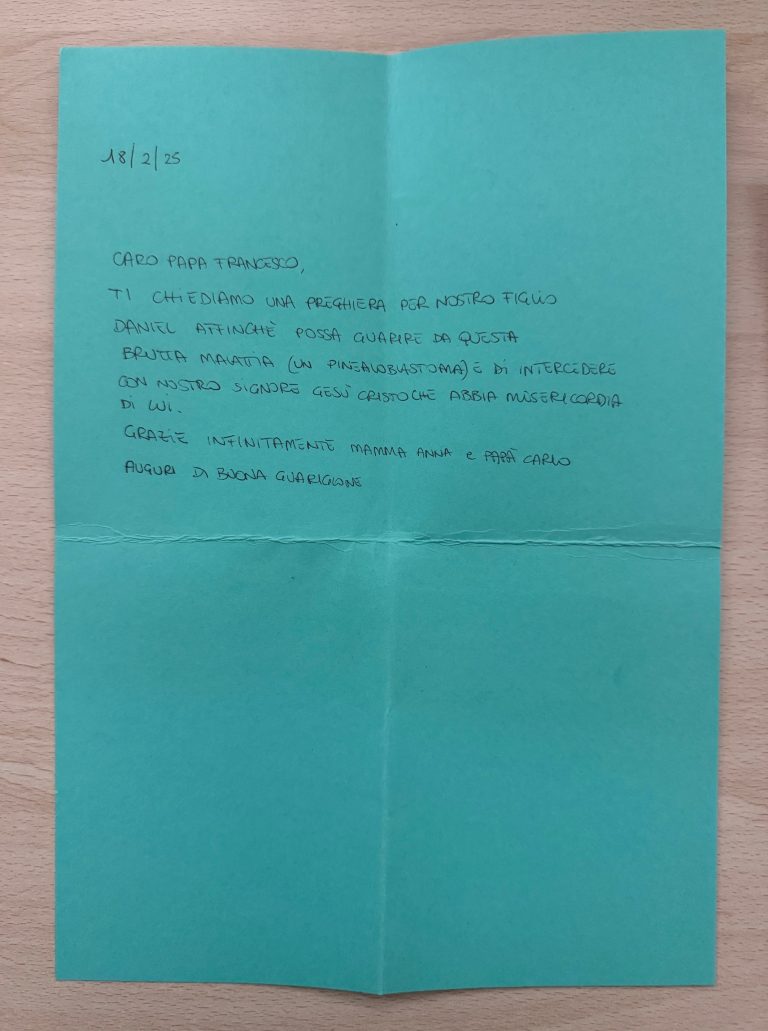 18/2/25
CARO PAPA FRANCESCO,
TI CHIEDIAMO UNA PREGHIERA PER NOSTRO FIGLIO
DANIEL AFFINCHÈ POSSA GUARIRE DA QUESTA
BRUTTA MALATTIA (UN PINEALOBLASTOMA) E DI INTERCEDERE
CON NOSTRO SIGNORE GESÙ CRISTO CHE ABBIA MISERICORDIA
DI LUI.
GRAZIE INFINITAMENTE MAMMA ANNA e PAPÀ CARLO
AUGURI DI BUONA GUARIGIONE